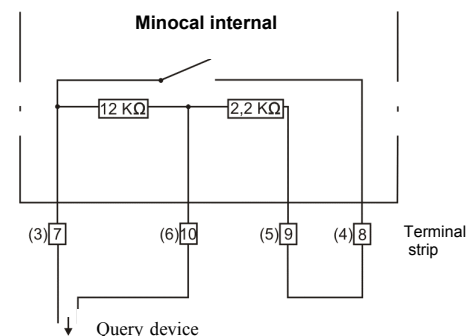 Minocal internal
12 KΩ 2,2 KΩ
(3) 7 (6) 10 (5) 9 (4) 8 Terminal
strip
Query device